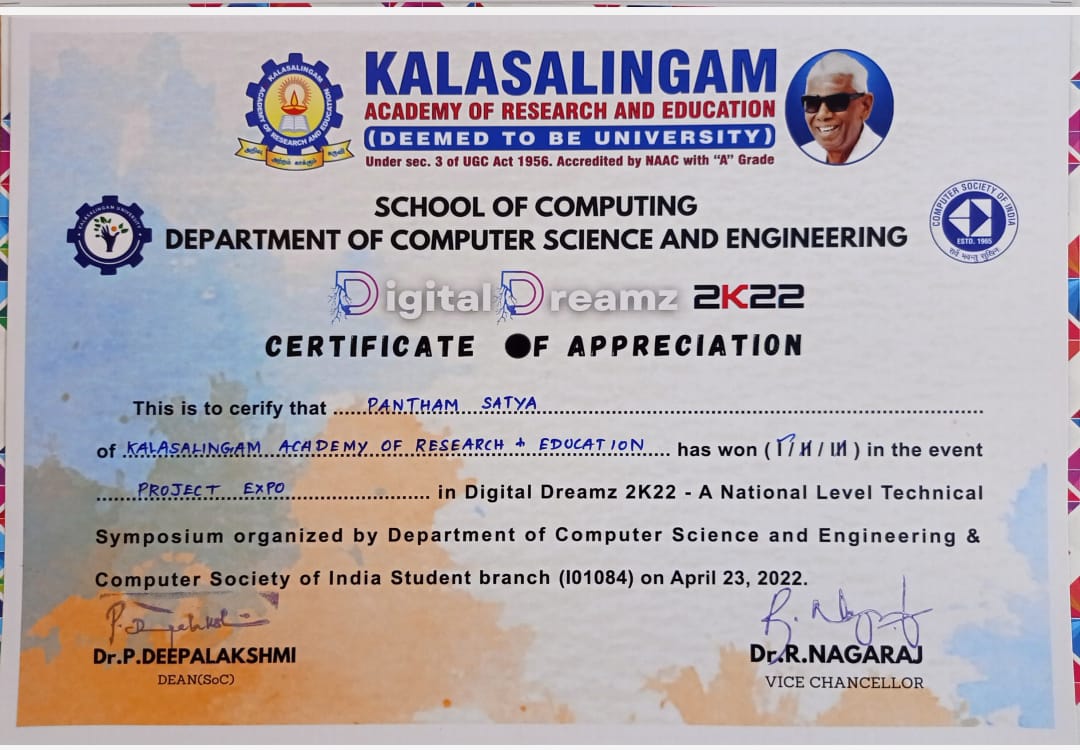 KALASALINGAM
ACADEMY OF RESEARCH AND EDUCATION
(DEEMED TO BE UNIVERSITY)
Under sec. 3 of UGC Act 1956. Accredited by NAAC with “A” Grade
KALASALINGAM ACADEMY OF RESEARCH AND EDUCATION
SCHOOL OF COMPUTING
DEPARTMENT OF COMPUTER SCIENCE AND ENGINEERING
KALASALINGAM UNIVERSITY
COMPUTER SOCIETY OF INDIA
ESTD. 1965
Digital Dreamz 2K22
CERTIFICATE OF APPRECIATION
This is to cerify that PANTHAM SATYA
of KALASALINGAM ACADEMY OF RESEARCH + EDUCATION has won (I/II/III) in the event
PROJECT EXPO in Digital Dreamz 2K22 - A National Level Technical
Symposium organized by Department of Computer Science and Engineering &
Computer Society of India Student branch (I01084) on April 23, 2022.
Dr.P.DEEPALAKSHMI
DEAN(SoC)
Dr.R.NAGARAJ
VICE CHANCELLOR